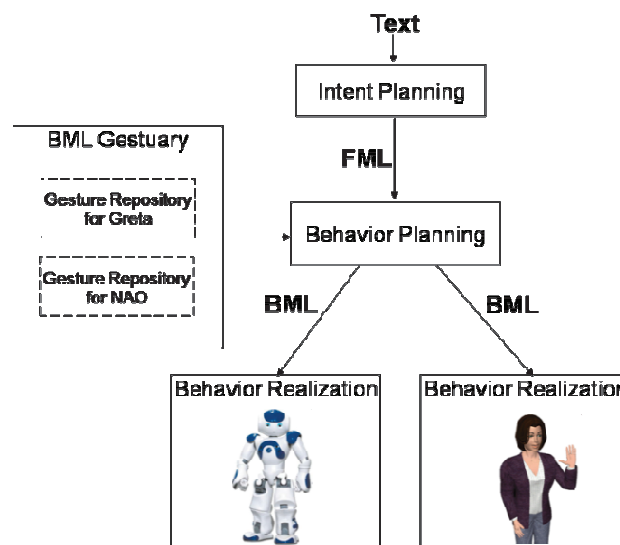 Text
Intent Planning
FML
BML Gestuary
Gesture Repository
for Greta
Behavior Planning
Gesture Repository
for NAO
BML
BML
Behavior Realization
Behavior Realization